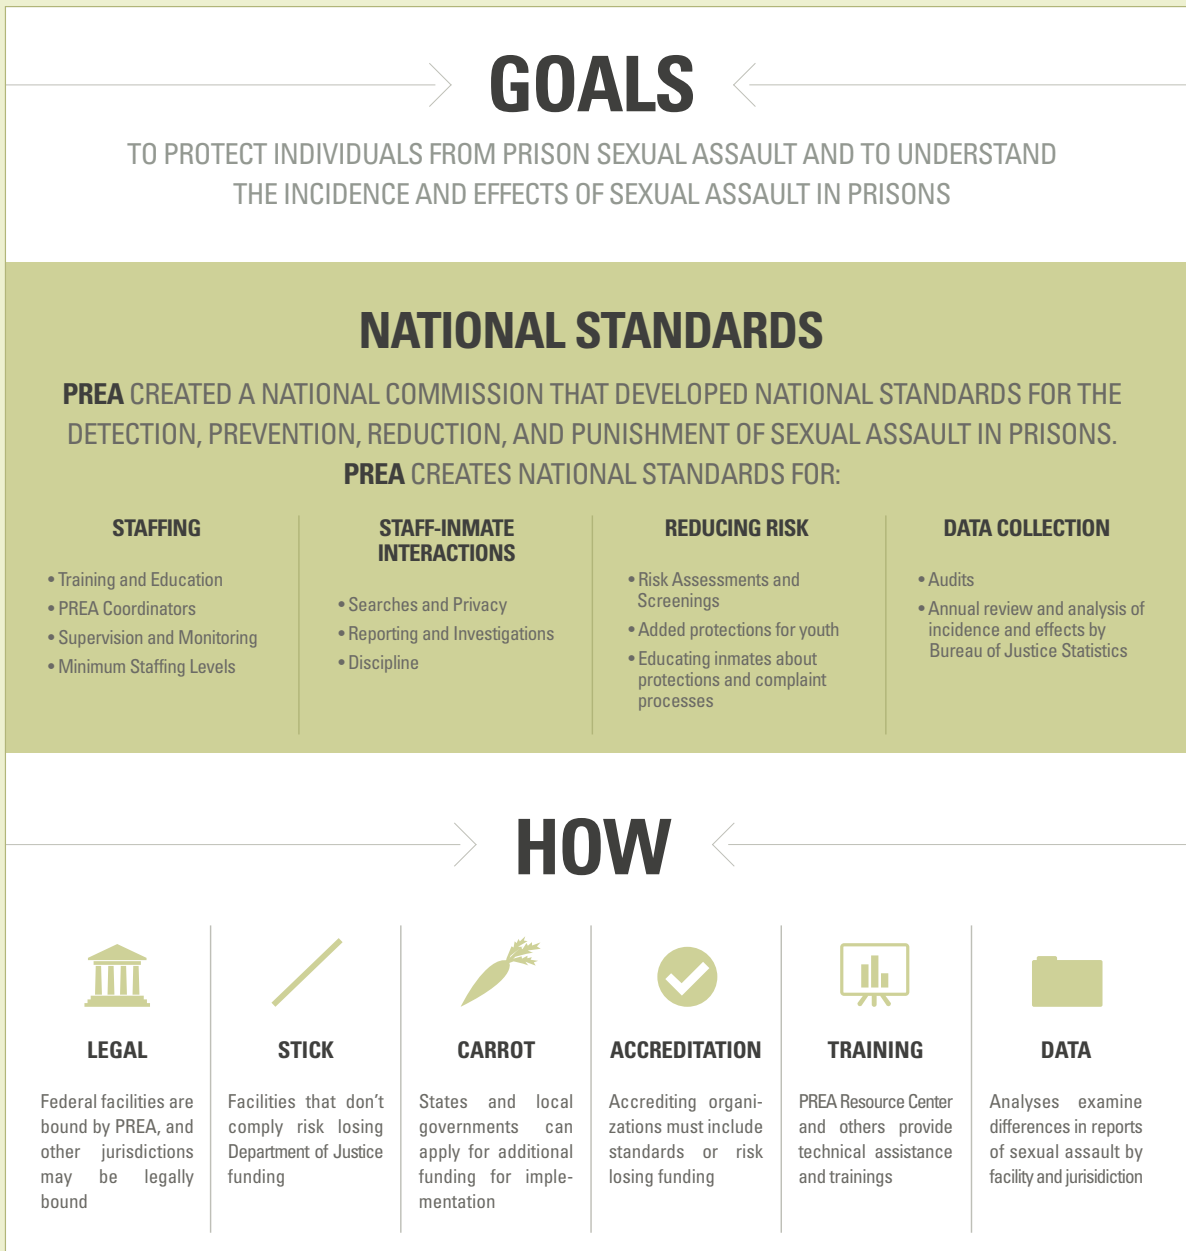 GOALS
TO PROTECT INDIVIDUALS FROM PRISON SEXUAL ASSAULT AND TO UNDERSTAND
THE INCIDENCE AND EFFECTS OF SEXUAL ASSAULT IN PRISONS
NATIONAL STANDARDS
PREA CREATED A NATIONAL COMMISSION THAT DEVELOPED NATIONAL STANDARDS FOR THE
DETECTION, PREVENTION, REDUCTION, AND PUNISHMENT OF SEXUAL ASSAULT IN PRISONS.
PREA CREATES NATIONAL STANDARDS FOR:
STAFFING
• Training and Education
• PREA Coordinators
• Supervision and Monitoring
• Minimum Staffing Levels
STAFF-INMATE
INTERACTIONS
• Searches and Privacy
• Reporting and Investigations
• Discipline
REDUCING RISK
• Risk Assessments and
Screenings
• Added protections for youth
• Educating inmates about
protections and complaint
processes
DATA COLLECTION
• Audits
• Annual review and analysis of
incidence and effects by
Bureau of Justice Statistics
HOW
LEGAL
Federal facilities are
bound by PREA, and
other jurisdictions
may be legally
bound
STICK
Facilities that don't
comply risk losing
Department of Justice
funding
CARROT
States and local
governments can
apply for additional
funding for imple-
mentation
ACCREDITATION
Accrediting organi-
zations must include
standards or risk
losing funding
TRAINING
PREA Resource Center
and others provide
technical assistance
and trainings
DATA
Analyses examine
differences in reports
of sexual assault by
facility and jurisidiction